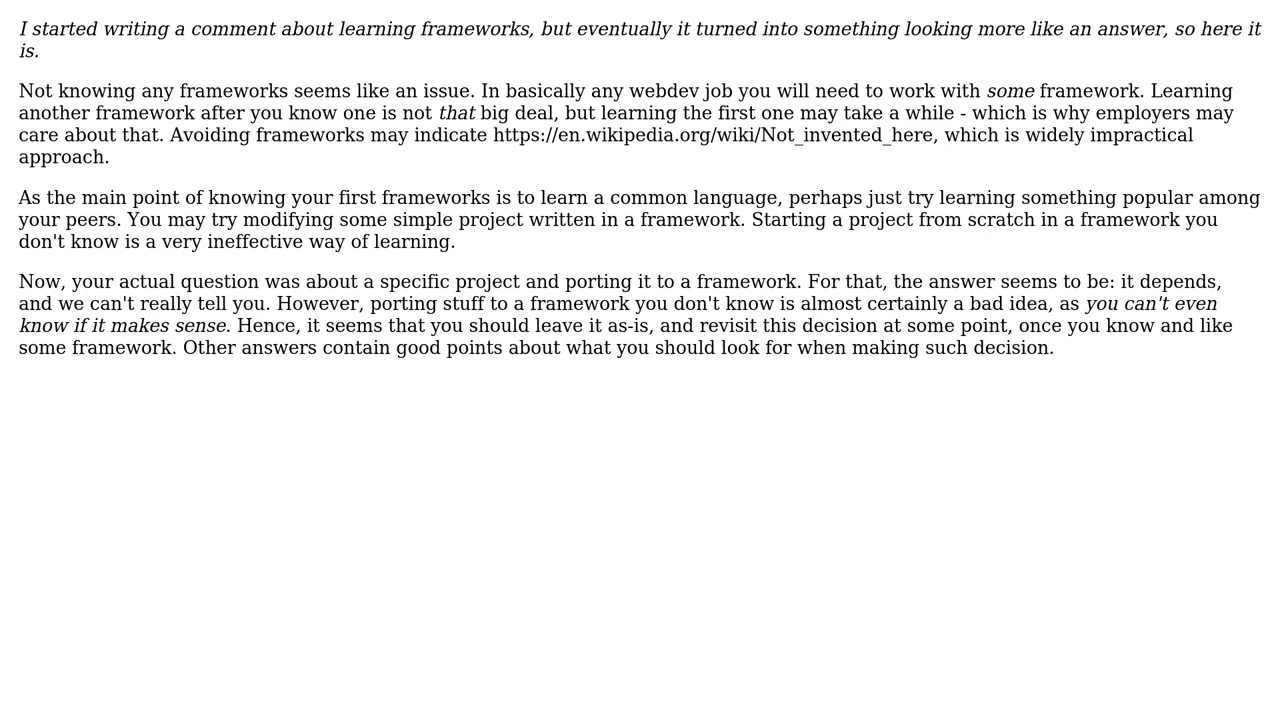 I started writing a comment about learning frameworks, but eventually it turned into something looking more like an answer, so here it
is.
Not knowing any frameworks seems like an issue. In basically any webdev job you will need to work with some framework. Learning
another framework after you know one is not that big deal, but learning the first one may take a while - which is why employers may
care about that. Avoiding frameworks may indicate https://en.wikipedia.org/wiki/Not_invented_here, which is widely impractical
approach.
As the main point of knowing your first frameworks is to learn a common language, perhaps just try learning something popular among
your peers. You may try modifying some simple project written in a framework. Starting a project from scratch in a framework you
don't know is a very ineffective way of learning.
Now, your actual question was about a specific project and porting it to a framework. For that, the answer seems to be: it depends,
and we can't really tell you. However, porting stuff to a framework you don't know is almost certainly a bad idea, as you can't even
know if it makes sense. Hence, it seems that you should leave it as-is, and revisit this decision at some point, once you know and like
some framework. Other answers contain good points about what you should look for when making such decision.